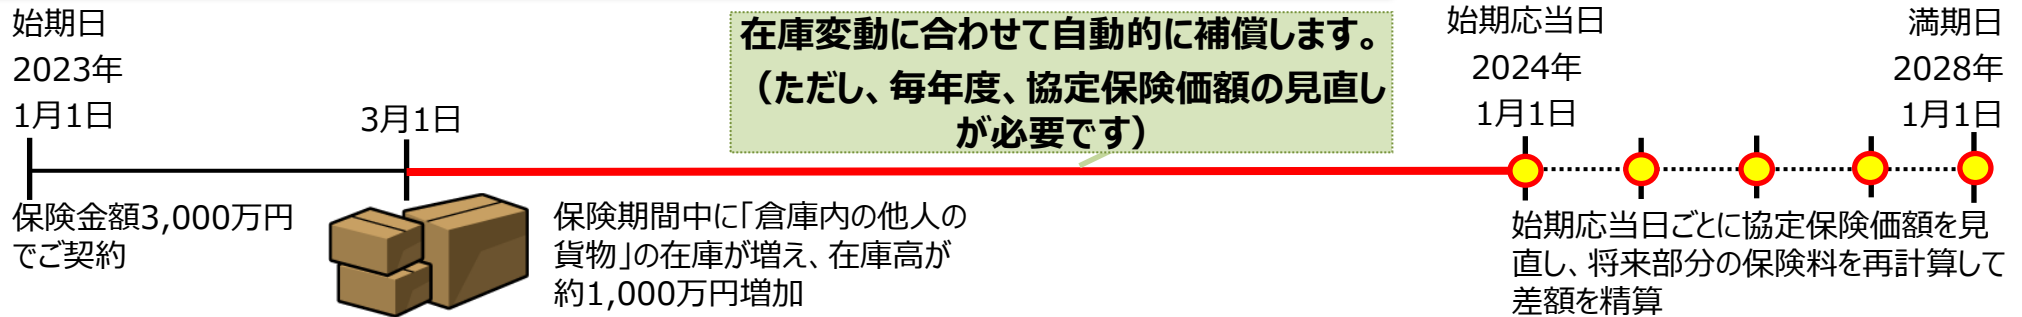 始期日
2023年
1月1日
3月1日
在庫変動に合わせて自動的に補償します。
（ただし、毎年度、協定保険価額の見直し
が必要です）
始期応当日
2024年
1月1日
満期日
2028年
1月1日
保険金額3,000万円
でご契約
保険期間中に「倉庫内の他人の
貨物」の在庫が増え、在庫高が
約1,000万円増加
始期応当日ごとに協定保険価額を見
直し、将来部分の保険料を再計算して
差額を精算